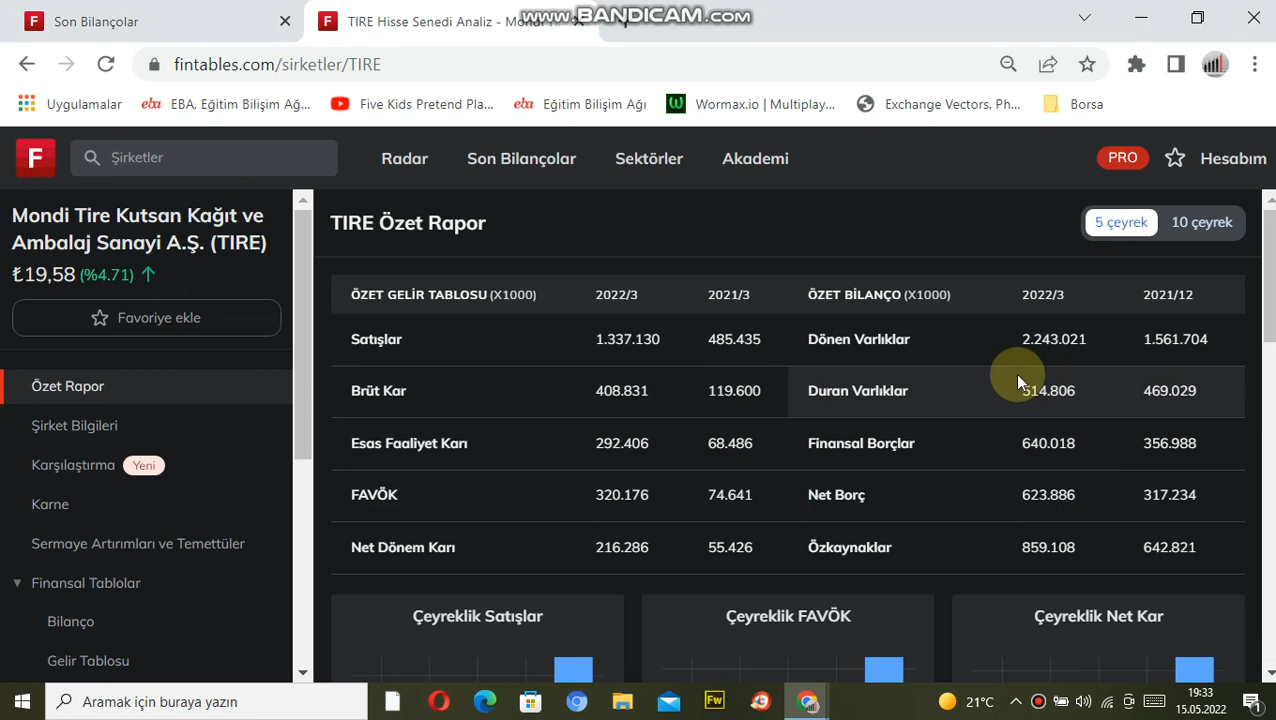 www.BANDICAM.com
Son Bilançolar
TIRE Hisse Senedi Analiz - Mondi
fintables.com/sirketler/TIRE
Uygulamalar
EBA, Eğitim Bilişim Ağ...
Five Kids Pretend Pla...
Eğitim Bilişim Ağı
Wormax.io | Multiplay...
Exchange Vectors, Ph...
Borsa
F
Şirketler
Radar
Son Bilançolar
Sektörler
Akademi
PRO
Hesabım
Mondi Tire Kutsan Kağıt ve
Ambalaj Sanayi A.Ş. (TIRE)
₺19,58 (%4.71) ↑
Favoriye ekle
Özet Rapor
Şirket Bilgileri
Karşılaştırma Yeni
Karne
Sermaye Artırımları ve Temettüler
Finansal Tablolar
Bilanço
Gelir Tablosu
TIRE Özet Rapor
5 çeyrek 10 çeyrek
ÖZET GELİR TABLOSU (X1000) 2022/3 2021/3
Satışlar 1.337.130 485.435
Brüt Kar 408.831 119.600
Esas Faaliyet Karı 292.406 68.486
FAVÖK 320.176 74.641
Net Dönem Karı 216.286 55.426
ÖZET BİLANÇO (X1000) 2022/3 2021/12
Dönen Varlıklar 2.243.021 1.561.704
Duran Varlıklar 514.806 469.029
Finansal Borçlar 640.018 356.988
Net Borç 623.886 317.234
Özkaynaklar 859.108 642.821
Çeyreklik Satışlar
Çeyreklik FAVÖK
Çeyreklik Net Kar
Aramak için buraya yazın
Fw
21°C
19:33
15.05.2022
1